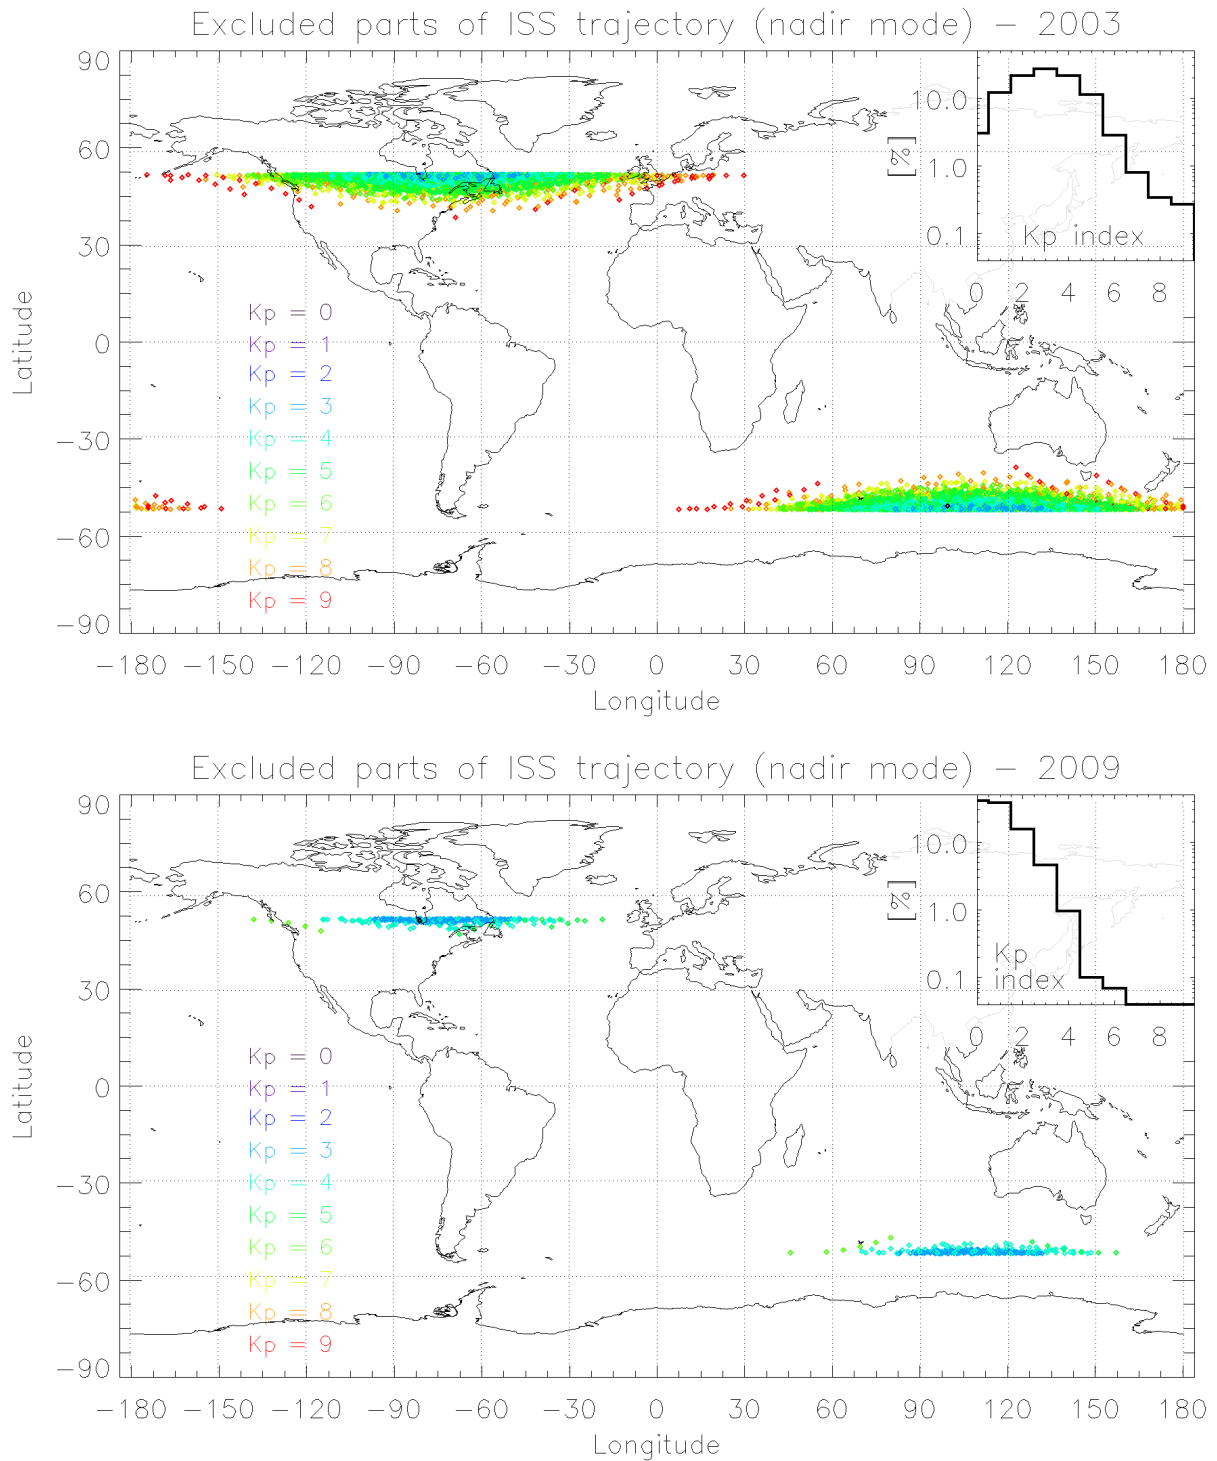 Excluded parts of ISS trajectory (nadir mode) − 2003
90
60
30
0
−30
−60
−90
Latitude
−180 −150 −120 −90 −60 −30 0 30 60 90 120 150 180
Longitude
Kp = 0
Kp = 1
Kp = 2
Kp = 3
Kp = 4
Kp = 5
Kp = 6
Kp = 7
Kp = 8
Kp = 9
[%]
10.0
1.0
0.1
Kp index
0 2 4 6 8
Excluded parts of ISS trajectory (nadir mode) − 2009
90
60
30
0
−30
−60
−90
Latitude
−180 −150 −120 −90 −60 −30 0 30 60 90 120 150 180
Longitude
Kp = 0
Kp = 1
Kp = 2
Kp = 3
Kp = 4
Kp = 5
Kp = 6
Kp = 7
Kp = 8
Kp = 9
[%]
10.0
1.0
0.1
Kp
index
0 2 4 6 8